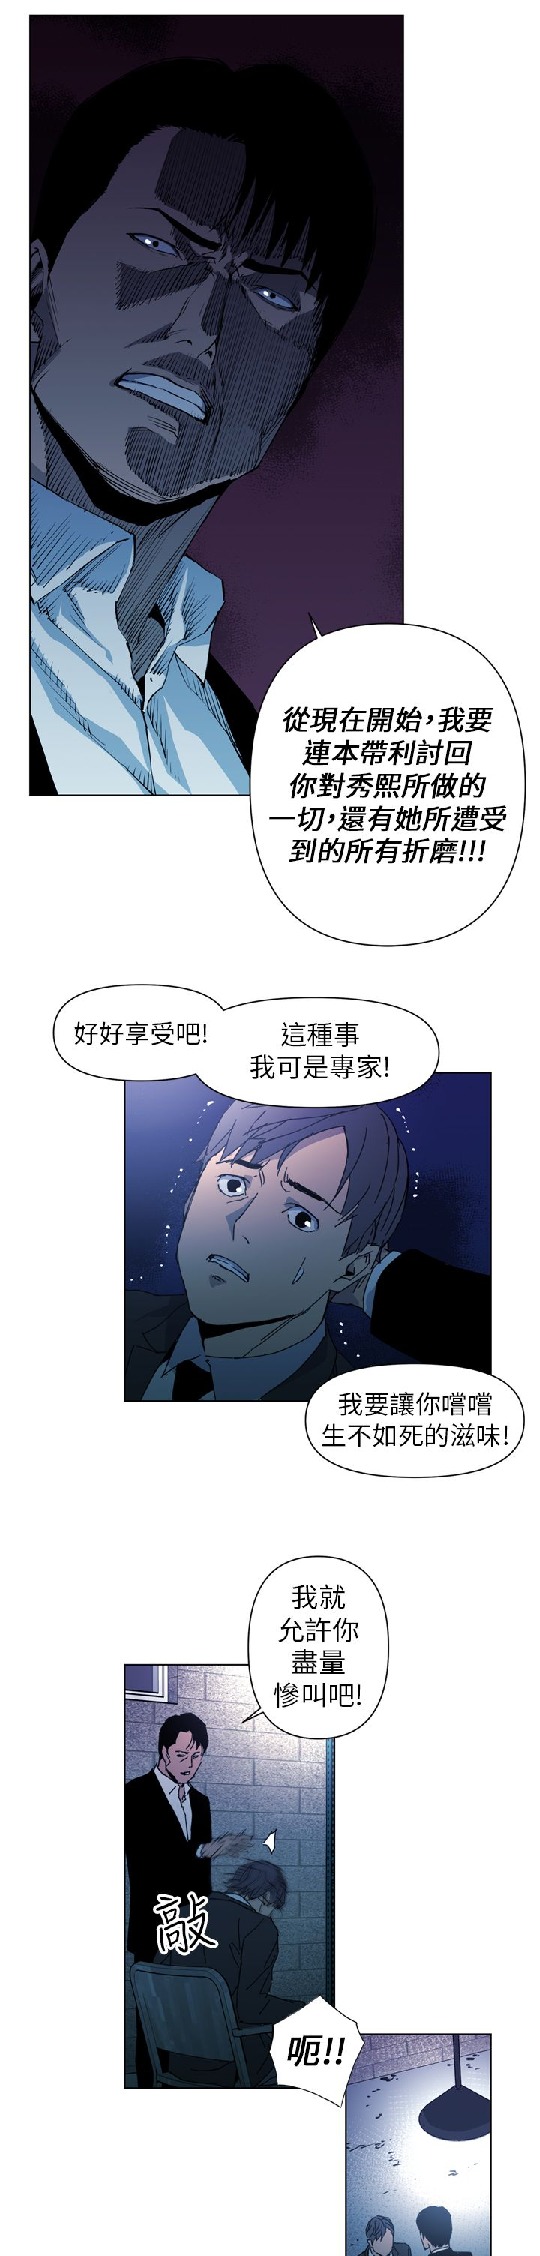 從現在開始，我要
連本帶利討回
你對秀熙所做的
一切，還有她所遭受
到的所有折磨!!!
好好享受吧!
這種事
我可是專家!
我要讓你嚐嚐
生不如死的滋味!
我就
允許你
盡量
慘叫吧!
敲
呃!!